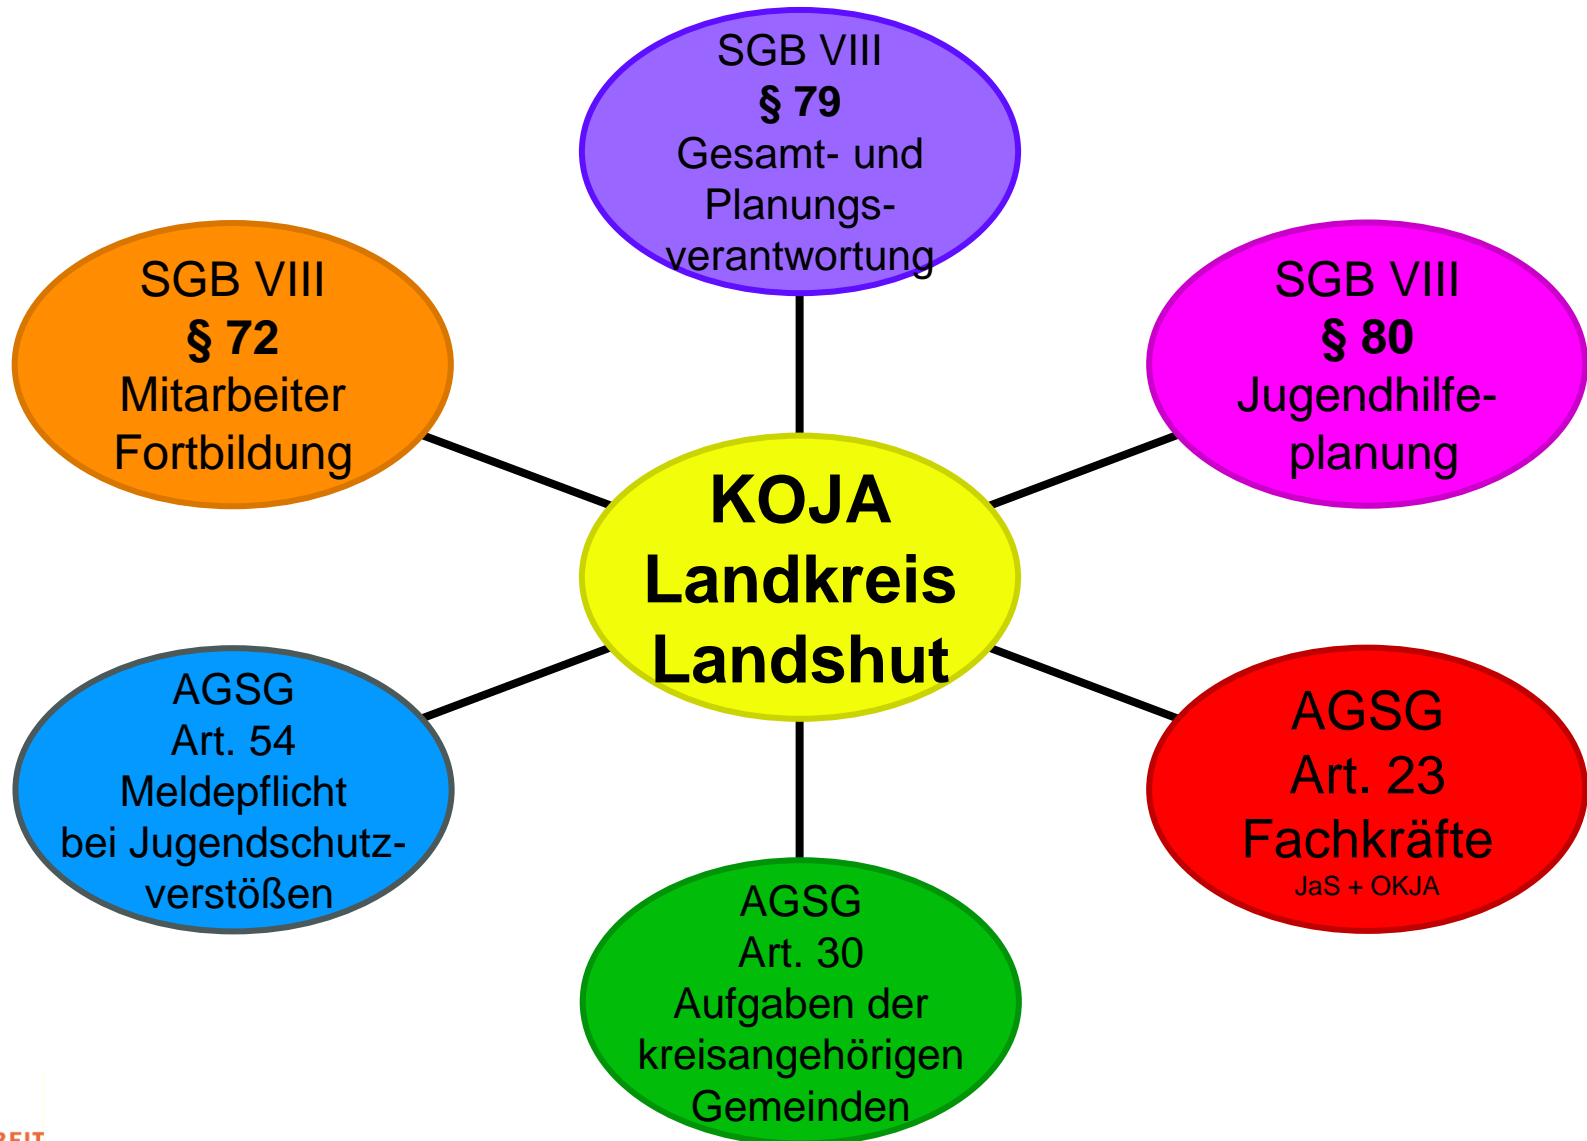 SGB VIII
§ 79
Gesamt- und
Planungs-
verantwortung
SGB VIII
§ 72
Mitarbeiter
Fortbildung
SGB VIII
§ 80
Jugendhilfe-
planung
KOJA
Landkreis
Landshut
AGSG
Art. 54
Meldepflicht
bei Jugendschutz-
verstößen
AGSG
Art. 23
Fachkräfte
JaS + OKJA
AGSG
Art. 30
Aufgaben der
kreisangehörigen
Gemeinden